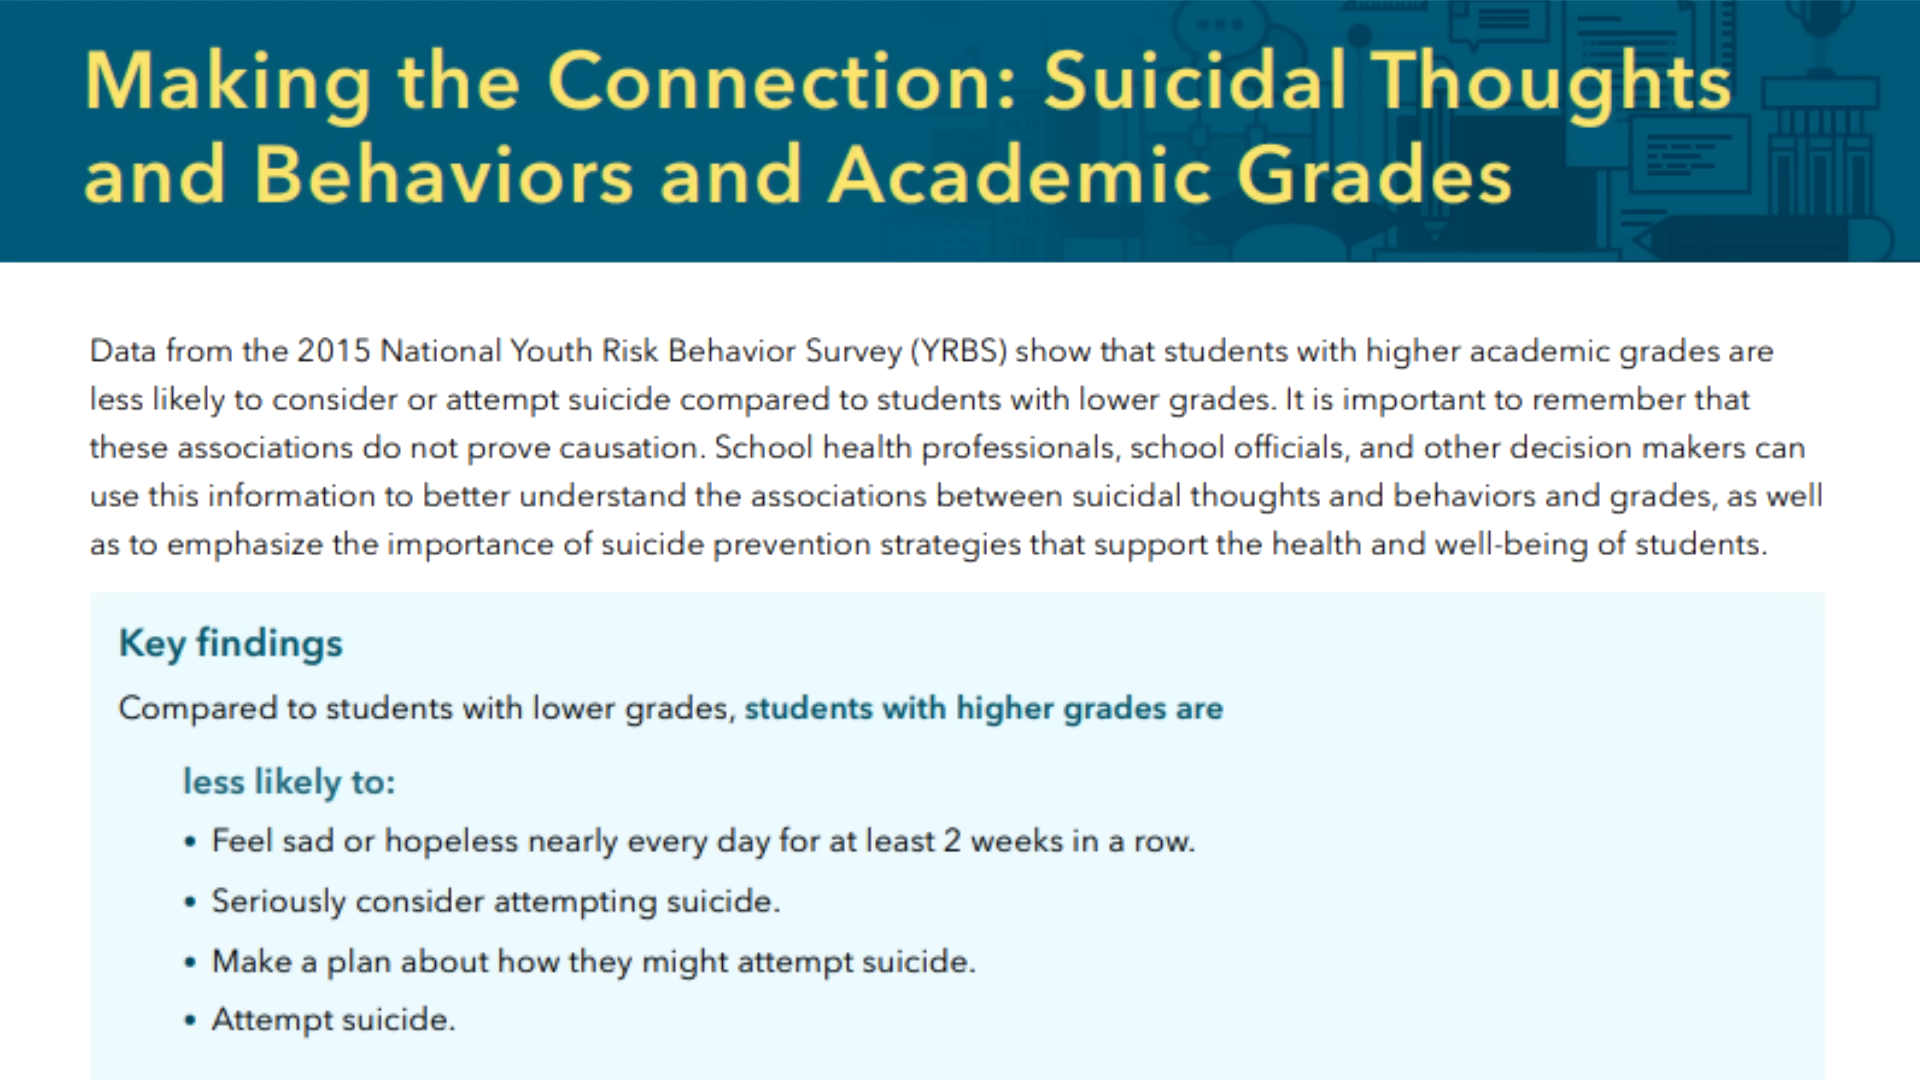 Making the Connection: Suicidal Thoughts
and Behaviors and Academic Grades
Data from the 2015 National Youth Risk Behavior Survey (YRBS) show that students with higher academic grades are
less likely to consider or attempt suicide compared to students with lower grades. It is important to remember that
these associations do not prove causation. School health professionals, school officials, and other decision makers can
use this information to better understand the associations between suicidal thoughts and behaviors and grades, as well
as to emphasize the importance of suicide prevention strategies that support the health and well-being of students.
Key findings
Compared to students with lower grades, students with higher grades are
less likely to:
• Feel sad or hopeless nearly every day for at least 2 weeks in a row.
• Seriously consider attempting suicide.
• Make a plan about how they might attempt suicide.
• Attempt suicide.